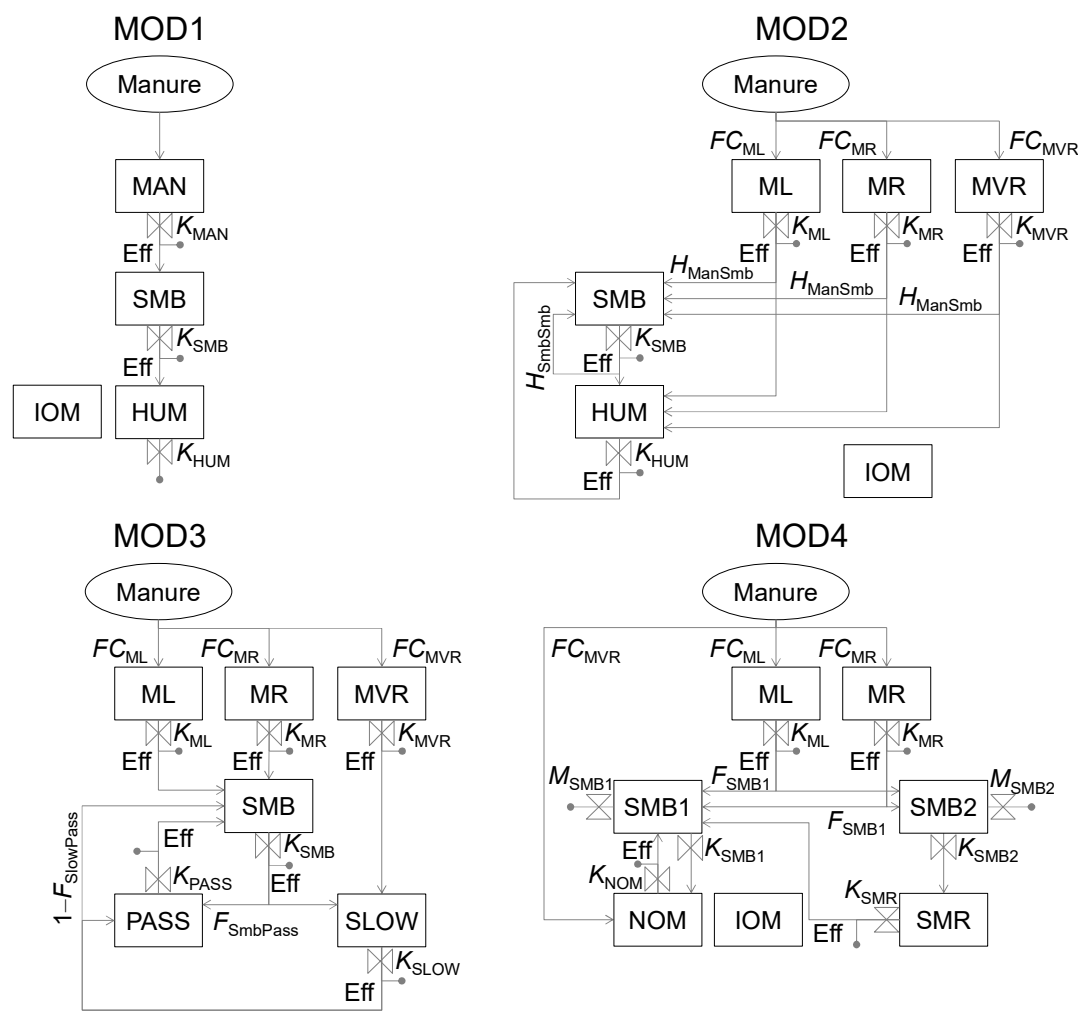 MOD1
Manure
MAN
K_MAN
Eff
SMB
K_SMB
Eff
IOM
HUM
K_HUM
MOD2
Manure
FC_ML
FC_MR
FC_MVR
ML
MR
MVR
K_ML
K_MR
K_MVR
Eff
Eff
Eff
H_ManSmb
H_ManSmb
H_ManSmb
SMB
K_SMB
H_SmbSmb
Eff
HUM
K_HUM
Eff
IOM
MOD3
Manure
FC_ML
FC_MR
FC_MVR
ML
MR
MVR
K_ML
K_MR
K_MVR
Eff
Eff
Eff
SMB
Eff
K_SMB
K_PASS
Eff
1–F_SlowPass
PASS
F_SmbPass
SLOW
K_SLOW
Eff
MOD4
Manure
FC_MVR
FC_ML
FC_MR
ML
MR
K_ML
K_MR
Eff
Eff
M_SMB1
F_SMB1
M_SMB2
SMB1
SMB2
F_SMB1
Eff
K_SMB1
K_SMB2
K_NOM
K_SMR
NOM
IOM
SMR
Eff